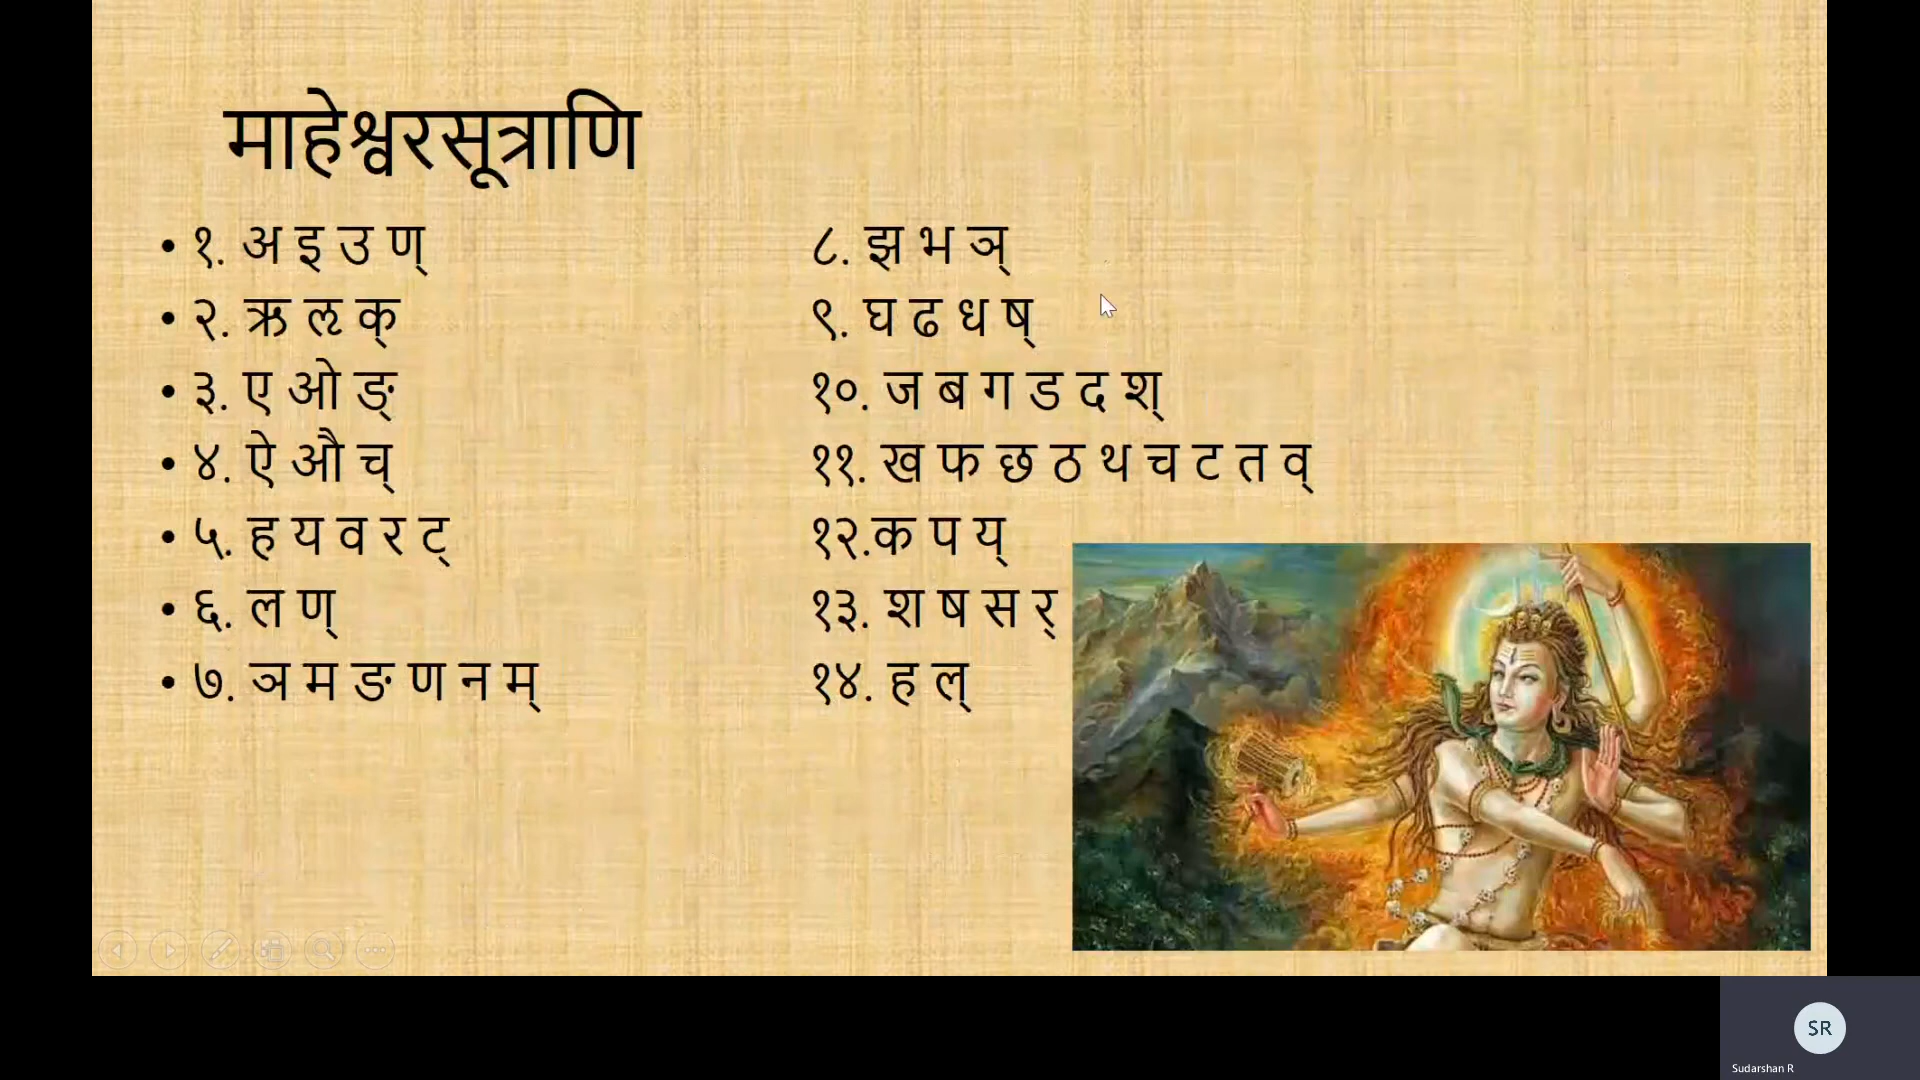 माहेश्वरसूत्राणि
• १. अ इ उ ण्
• २. ऋ ऌ क्
• ३. ए ओ ङ्
• ४. ऐ औ च्
• ५. ह य व र ट्
• ६. ल ण्
• ७. ञ म ङ ण न म्
८. झ भ ञ्
९. घ ढ ध ष्
१०. ज ब ग ड द श्
११. ख फ छ ठ थ च ट त व्
१२.क प य्
१३. श ष स र्
१४. ह ल्
SR
Sudarshan R